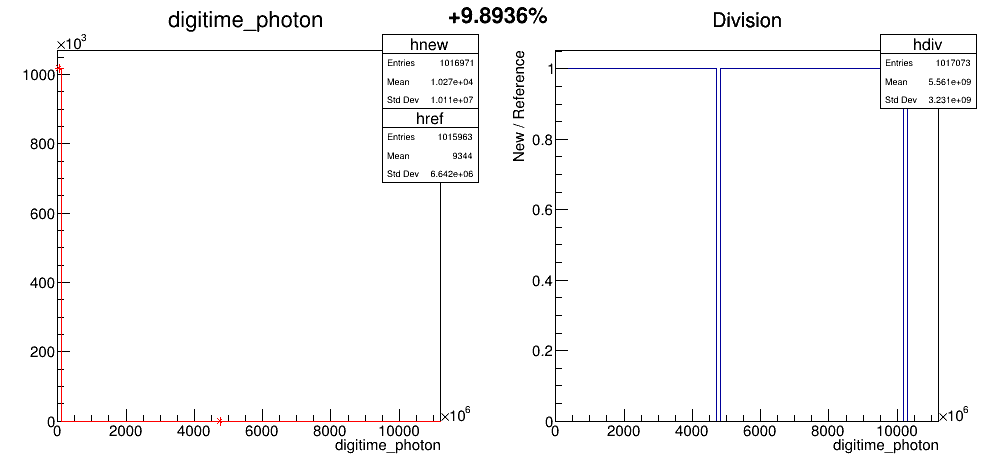 +9.8936%
digitime_photon
×10³
hnew
Entries 1016971
Mean 1.027e+04
Std Dev 1.011e+07
href
Entries 1015963
Mean 9344
Std Dev 6.642e+06
1000
800
600
400
200
0
0 2000 4000 6000 8000 10000
×10⁶
digitime_photon
Division
hdiv
Entries 1017073
Mean 5.561e+09
Std Dev 3.231e+09
New / Reference
1
0.8
0.6
0.4
0.2
0
0 2000 4000 6000 8000 10000
×10⁶
digitime_photon